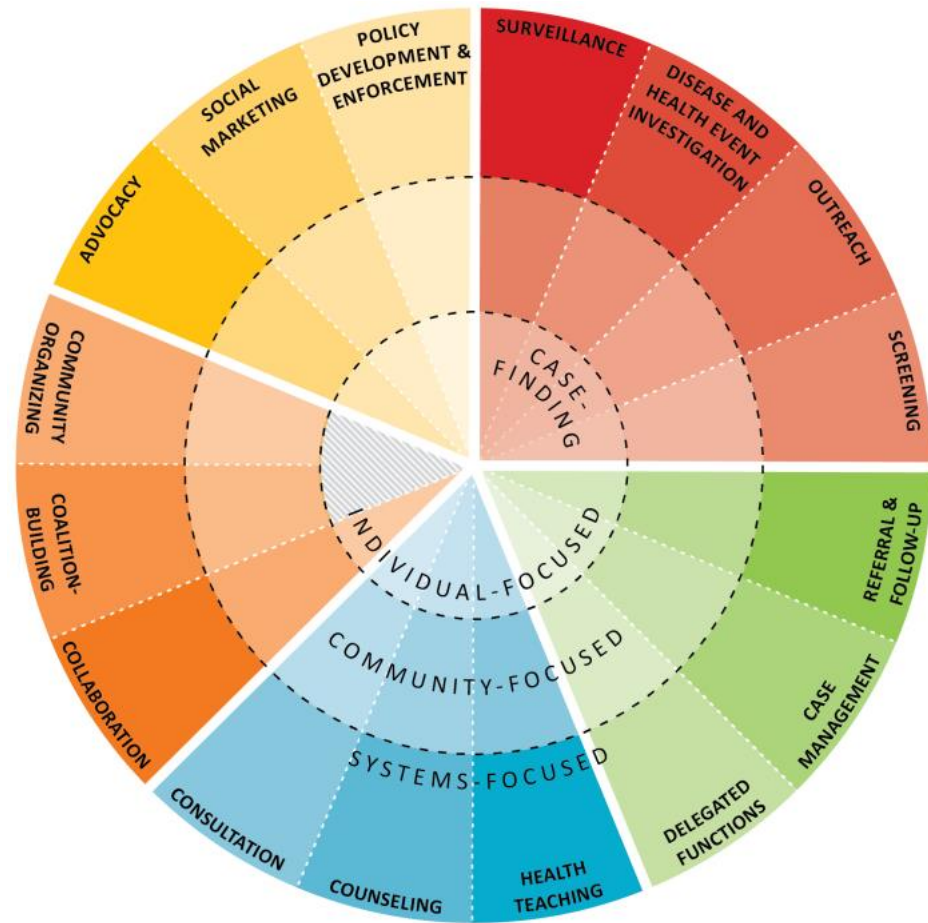 SURVEILLANCE
DISEASE AND
HEALTH EVENT
INVESTIGATION
OUTREACH
SCREENING
REFERRAL &
FOLLOW-UP
CASE
MANAGEMENT
DELEGATED
FUNCTIONS
HEALTH
TEACHING
COUNSELING
CONSULTATION
COLLABORATION
COALITION-
BUILDING
COMMUNITY
ORGANIZING
ADVOCACY
SOCIAL
MARKETING
POLICY
DEVELOPMENT &
ENFORCEMENT
CASE-
FINDING
INDIVIDUAL-FOCUSED
COMMUNITY-FOCUSED
SYSTEMS-FOCUSED